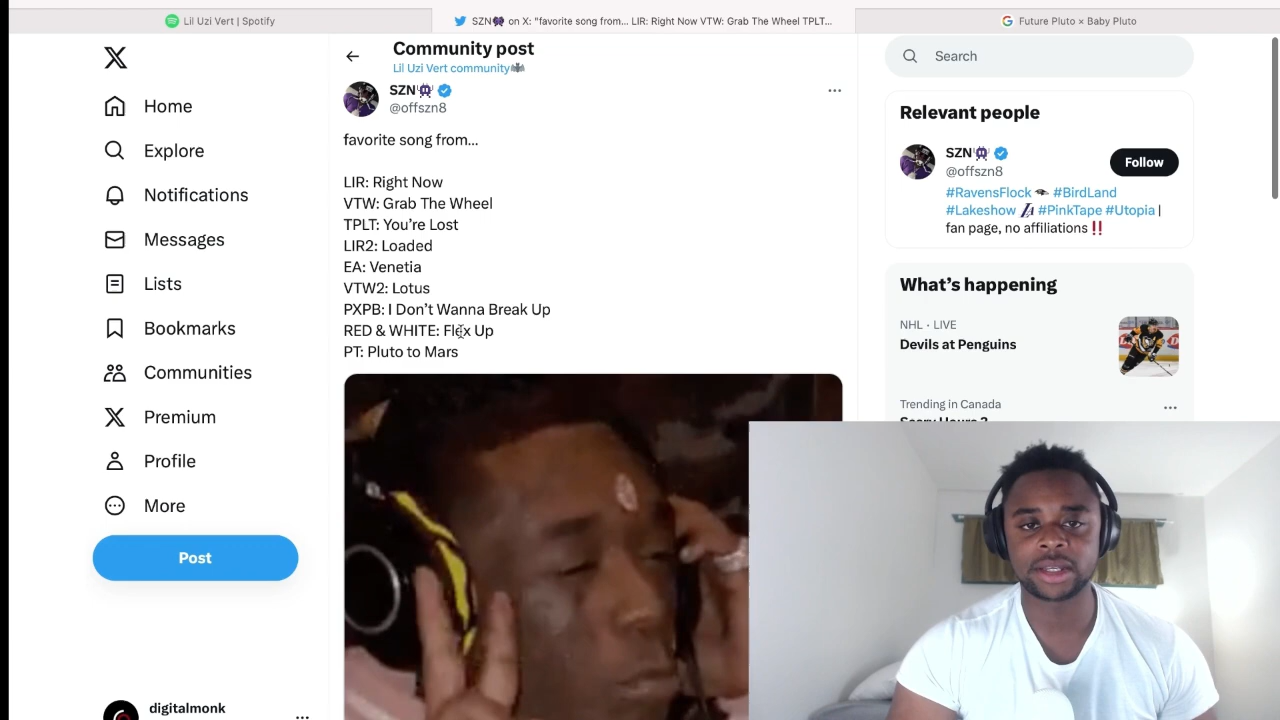 Lil Uzi Vert | Spotify
SZN👾 on X: "favorite song from... LIR: Right Now VTW: Grab The Wheel TPLT...
Future Pluto × Baby Pluto
Home
Explore
Notifications
Messages
Lists
Bookmarks
Communities
Premium
Profile
More
Post
digitalmonk
Community post
Lil Uzi Vert community🦇
SZN👾
@offszn8
favorite song from...
LIR: Right Now
VTW: Grab The Wheel
TPLT: You’re Lost
LIR2: Loaded
EA: Venetia
VTW2: Lotus
PXPB: I Don’t Wanna Break Up
RED & WHITE: Flex Up
PT: Pluto to Mars
Search
Relevant people
SZN👾
@offszn8
Follow
#RavensFlock #BirdLand
#Lakeshow #PinkTape #Utopia |
fan page, no affiliations‼️
What’s happening
NHL · LIVE
Devils at Penguins
Trending in Canada